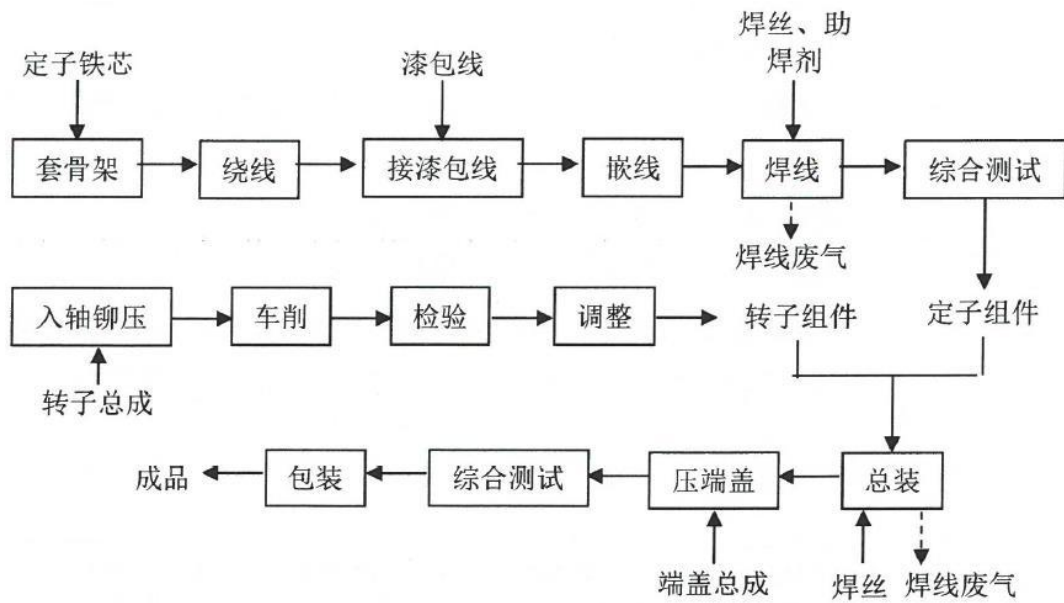 定子铁芯
漆包线
焊丝、助
焊剂
套骨架
绕线
接漆包线
嵌线
焊线
综合测试
焊线废气
入轴铆压
车削
检验
调整
转子组件
定子组件
转子总成
成品
包装
综合测试
压端盖
总装
端盖总成
焊丝
焊线废气